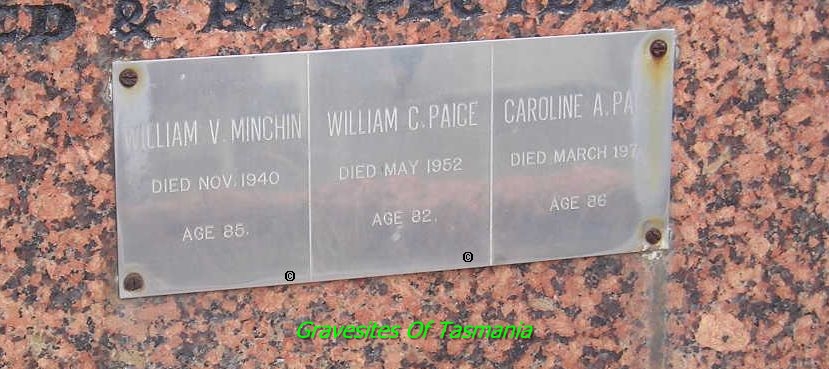 & 
WILLIAM V. MINCHIN
DIED NOV. 1940
AGE 85.
WILLIAM C. PAICE
DIED MAY 1952
AGE 82.
CAROLINE A. PA
DIED MARCH 197
AGE 86
©
©
Gravesites Of Tasmania